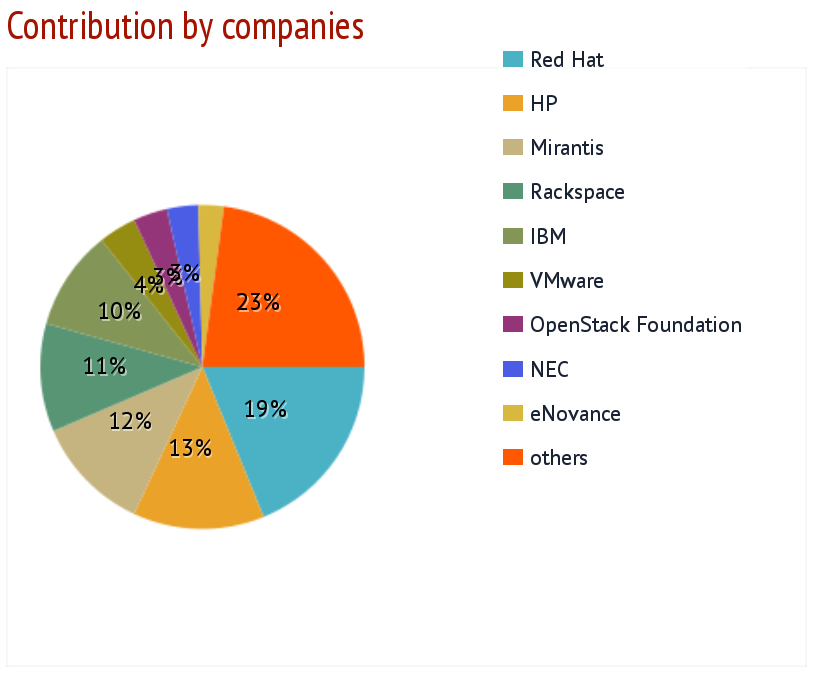 Contribution by companies
Red Hat
HP
Mirantis
Rackspace
IBM
VMware
OpenStack Foundation
NEC
eNovance
others
23%
3%
3%
4%
10%
11%
12%
13%
19%